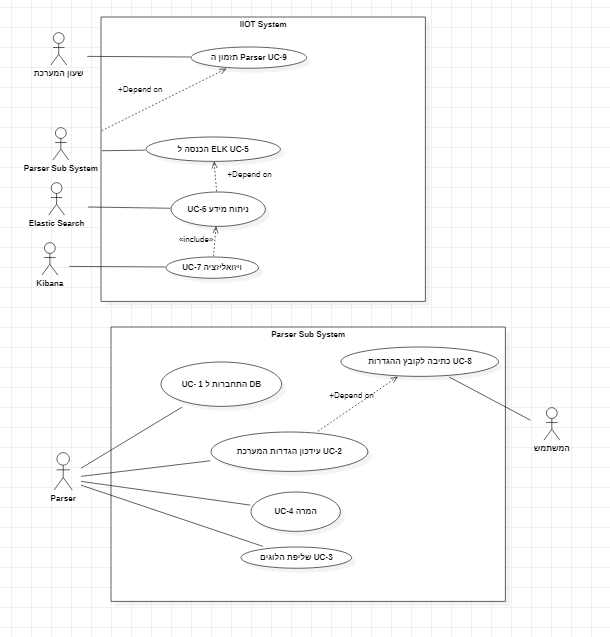 IIOT System
תזמון ה Parser UC-9
שעון המערכת
+Depend on
הכנסה ל ELK UC-5
Parser Sub System
+Depend on
UC-6 ניתוח מידע
Elastic Search
«include»
UC-7 ויזואליזציה
Kibana
Parser Sub System
UC-8 כתיבה לקובץ ההגדרות
UC- 1 התחברות ל DB
+Depend on
UC-2 עידכון הגדרות המערכת
המשתמש
Parser
UC-4 המרה
UC-3 שליפת הלוגים